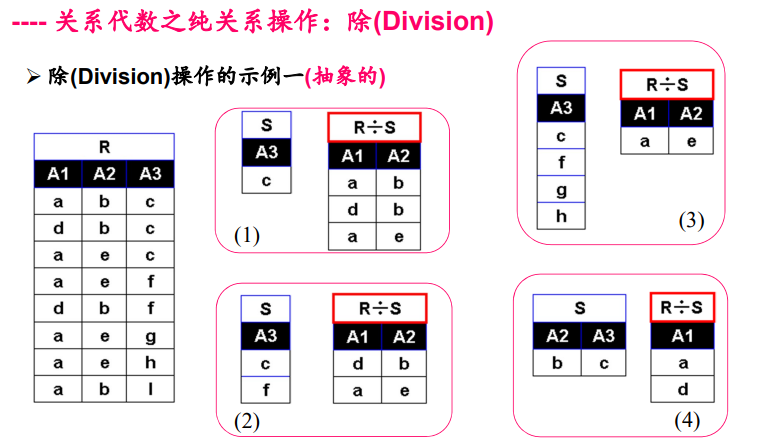 ---- 关系代数之纯关系操作：除(Division)
➢ 除(Division)操作的示例一(抽象的)
R
A1 A2 A3
a b c
d b c
a e c
a e f
d b f
a e g
a e h
a b l
S
A3
c
R÷S
A1 A2
a b
d b
a e
(1)
S
A3
c
f
R÷S
A1 A2
d b
a e
(2)
S
A3
c
f
g
h
R÷S
A1 A2
a e
(3)
S
A2 A3
b c
R÷S
A1
a
d
(4)